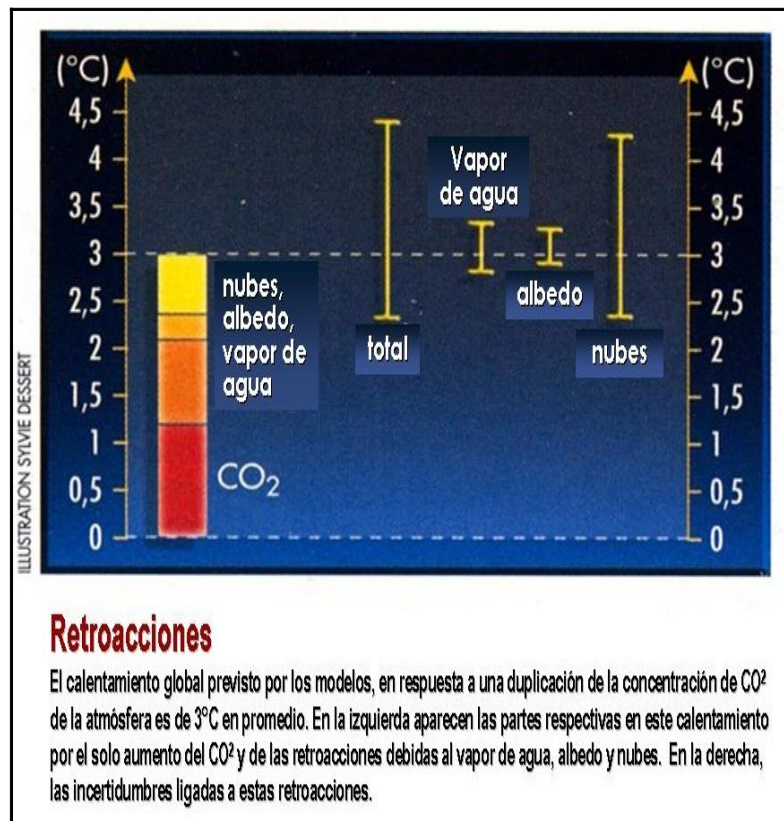 (°C)
4,5
4
3,5
3
2,5
2
1,5
1
0,5
0
nubes,
albedo,
vapor de
agua
CO₂
total
Vapor
de agua
albedo
nubes
(°C)
4,5
4
3,5
3
2,5
2
1,5
1
0,5
0
ILLUSTRATION SYLVIE DESSERT
Retroacciones
El calentamiento global previsto por los modelos, en respuesta a una duplicación de la concentración de CO²
de la atmósfera es de 3°C en promedio. En la izquierda aparecen las partes respectivas en este calentamiento
por el solo aumento del CO² y de las retroacciones debidas al vapor de agua, albedo y nubes. En la derecha,
las incertidumbres ligadas a estas retroacciones.